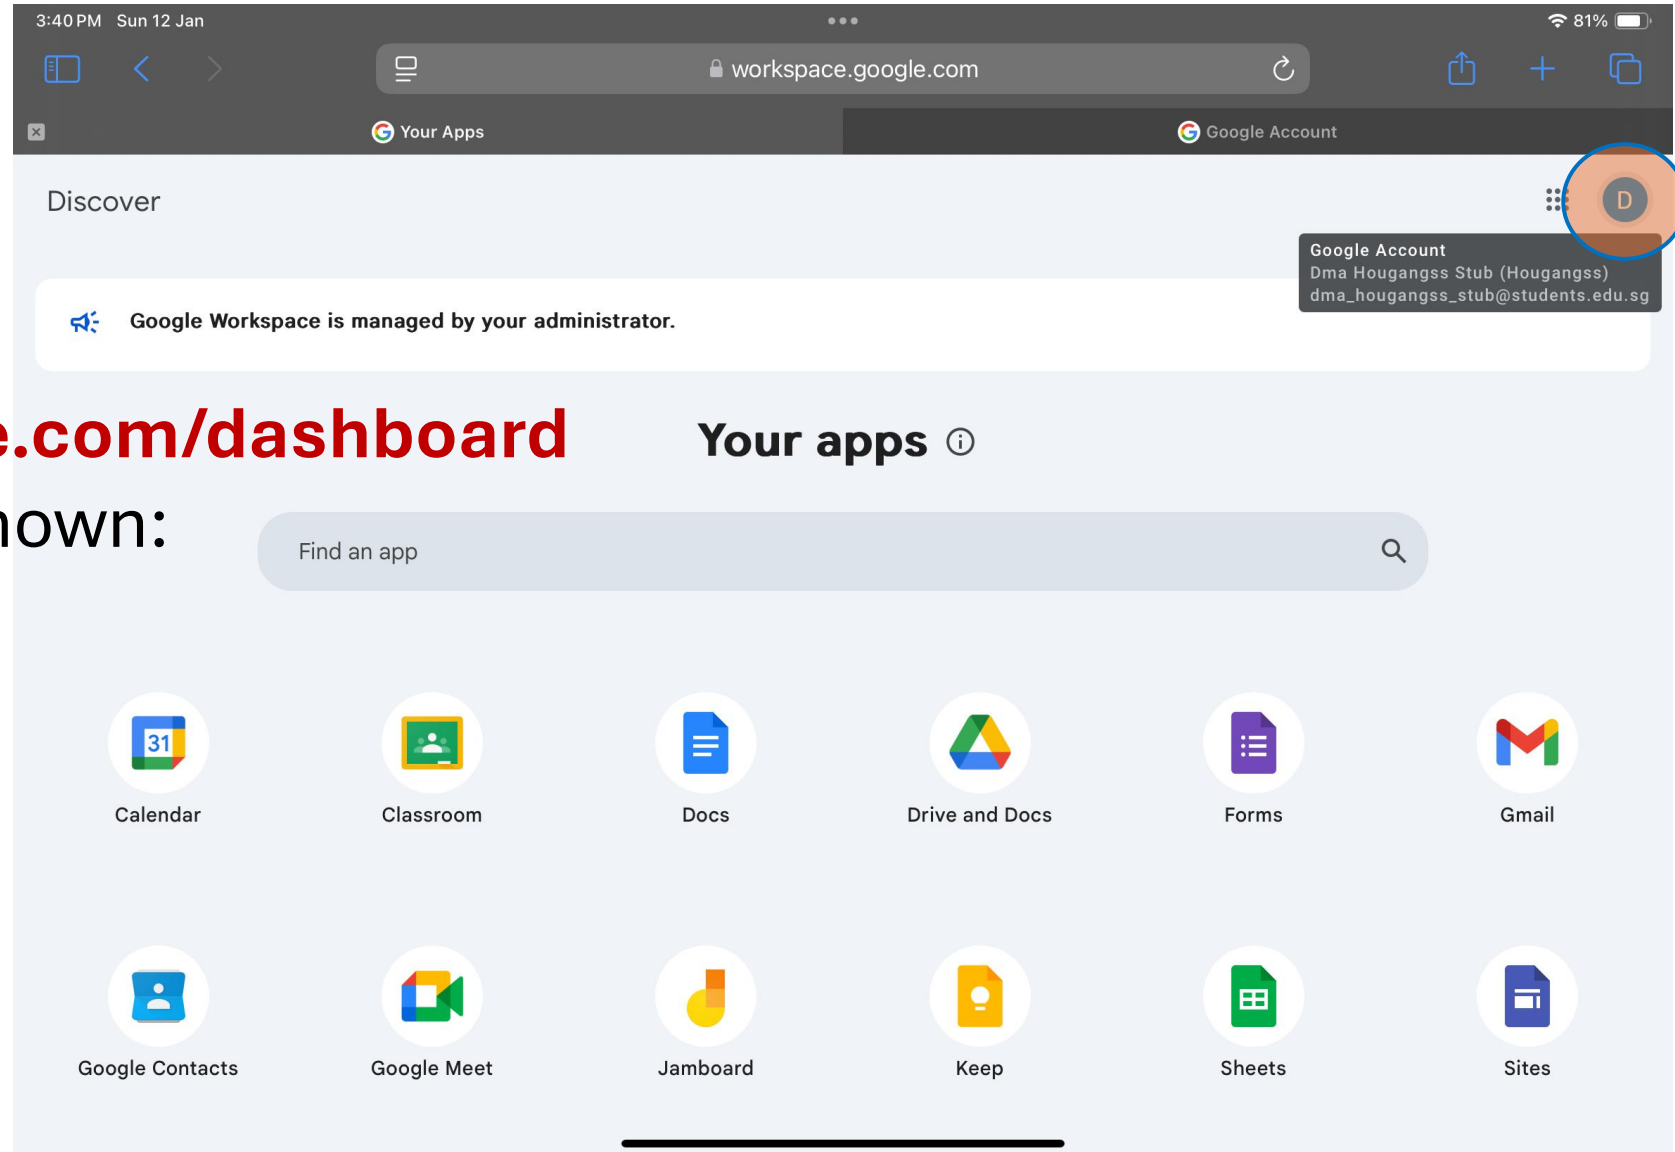 3:40 PM Sun 12 Jan
81%
workspace.google.com
Your Apps
Google Account
Discover
D
Google Account
Dma Hougangss Stub (Hougangss)
dma_hougangss_stub@students.edu.sg
Google Workspace is managed by your administrator.
e.com/dashboard
Your apps
hown:
Find an app
31
Calendar
Classroom
Docs
Drive and Docs
Forms
Gmail
Google Contacts
Google Meet
Jamboard
Keep
Sheets
Sites